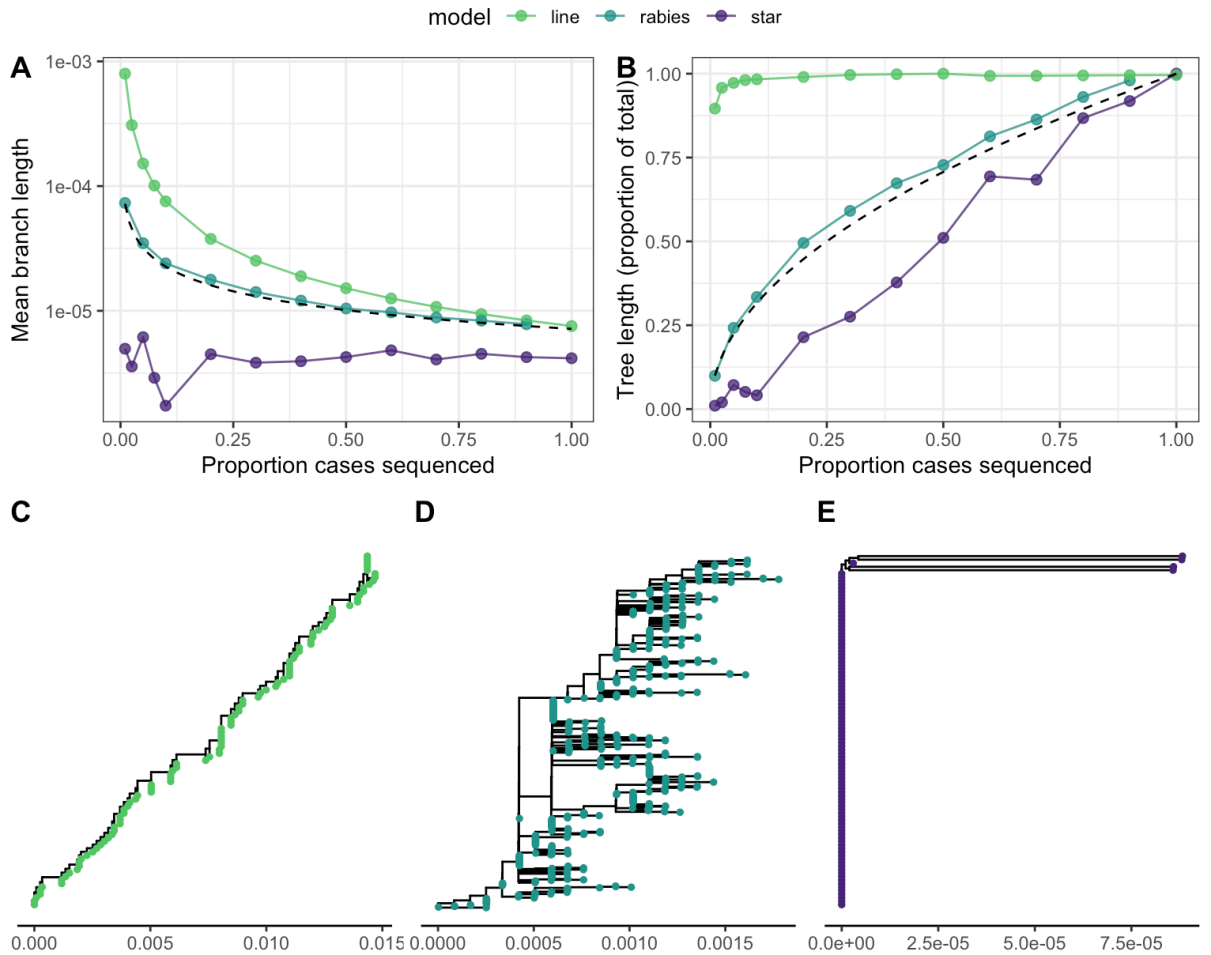 model line rabies star
A
B
1e-03
1e-04
1e-05
Mean branch length
0.00 0.25 0.50 0.75 1.00
Proportion cases sequenced
1.00
0.75
0.50
0.25
0.00
Tree length (proportion of total)
0.00 0.25 0.50 0.75 1.00
Proportion cases sequenced
C
D
E
0.000 0.005 0.010 0.015
0.0000 0.0005 0.0010 0.0015
0.0e+00 2.5e-05 5.0e-05 7.5e-05